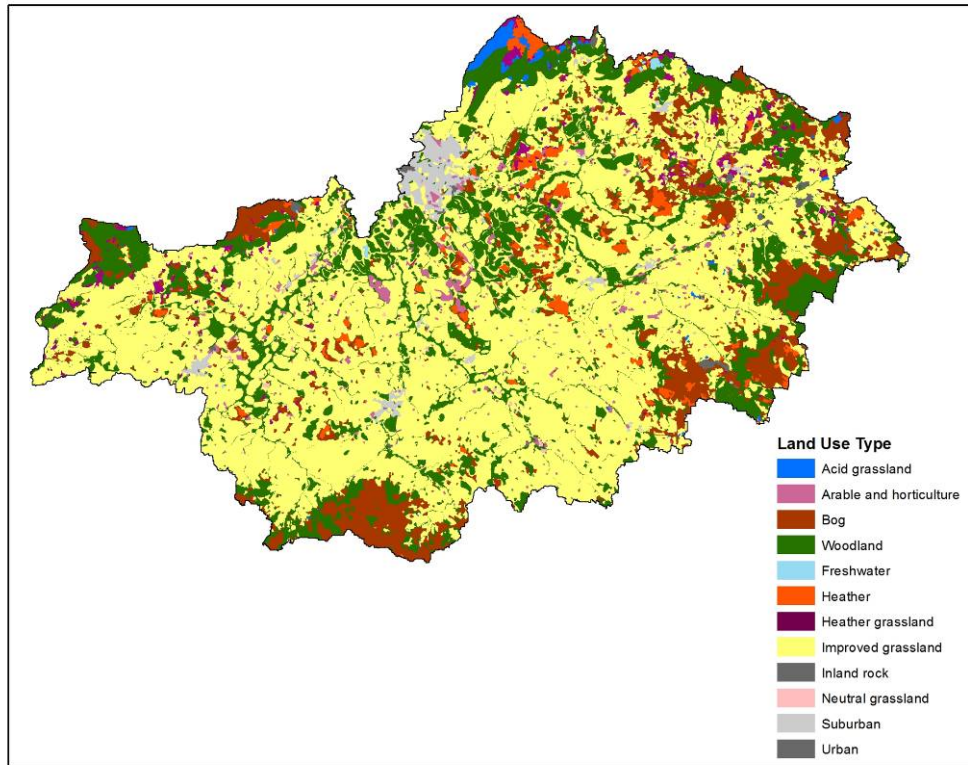 Land Use Type
Acid grassland
Arable and horticulture
Bog
Woodland
Freshwater
Heather
Heather grassland
Improved grassland
Inland rock
Neutral grassland
Suburban
Urban